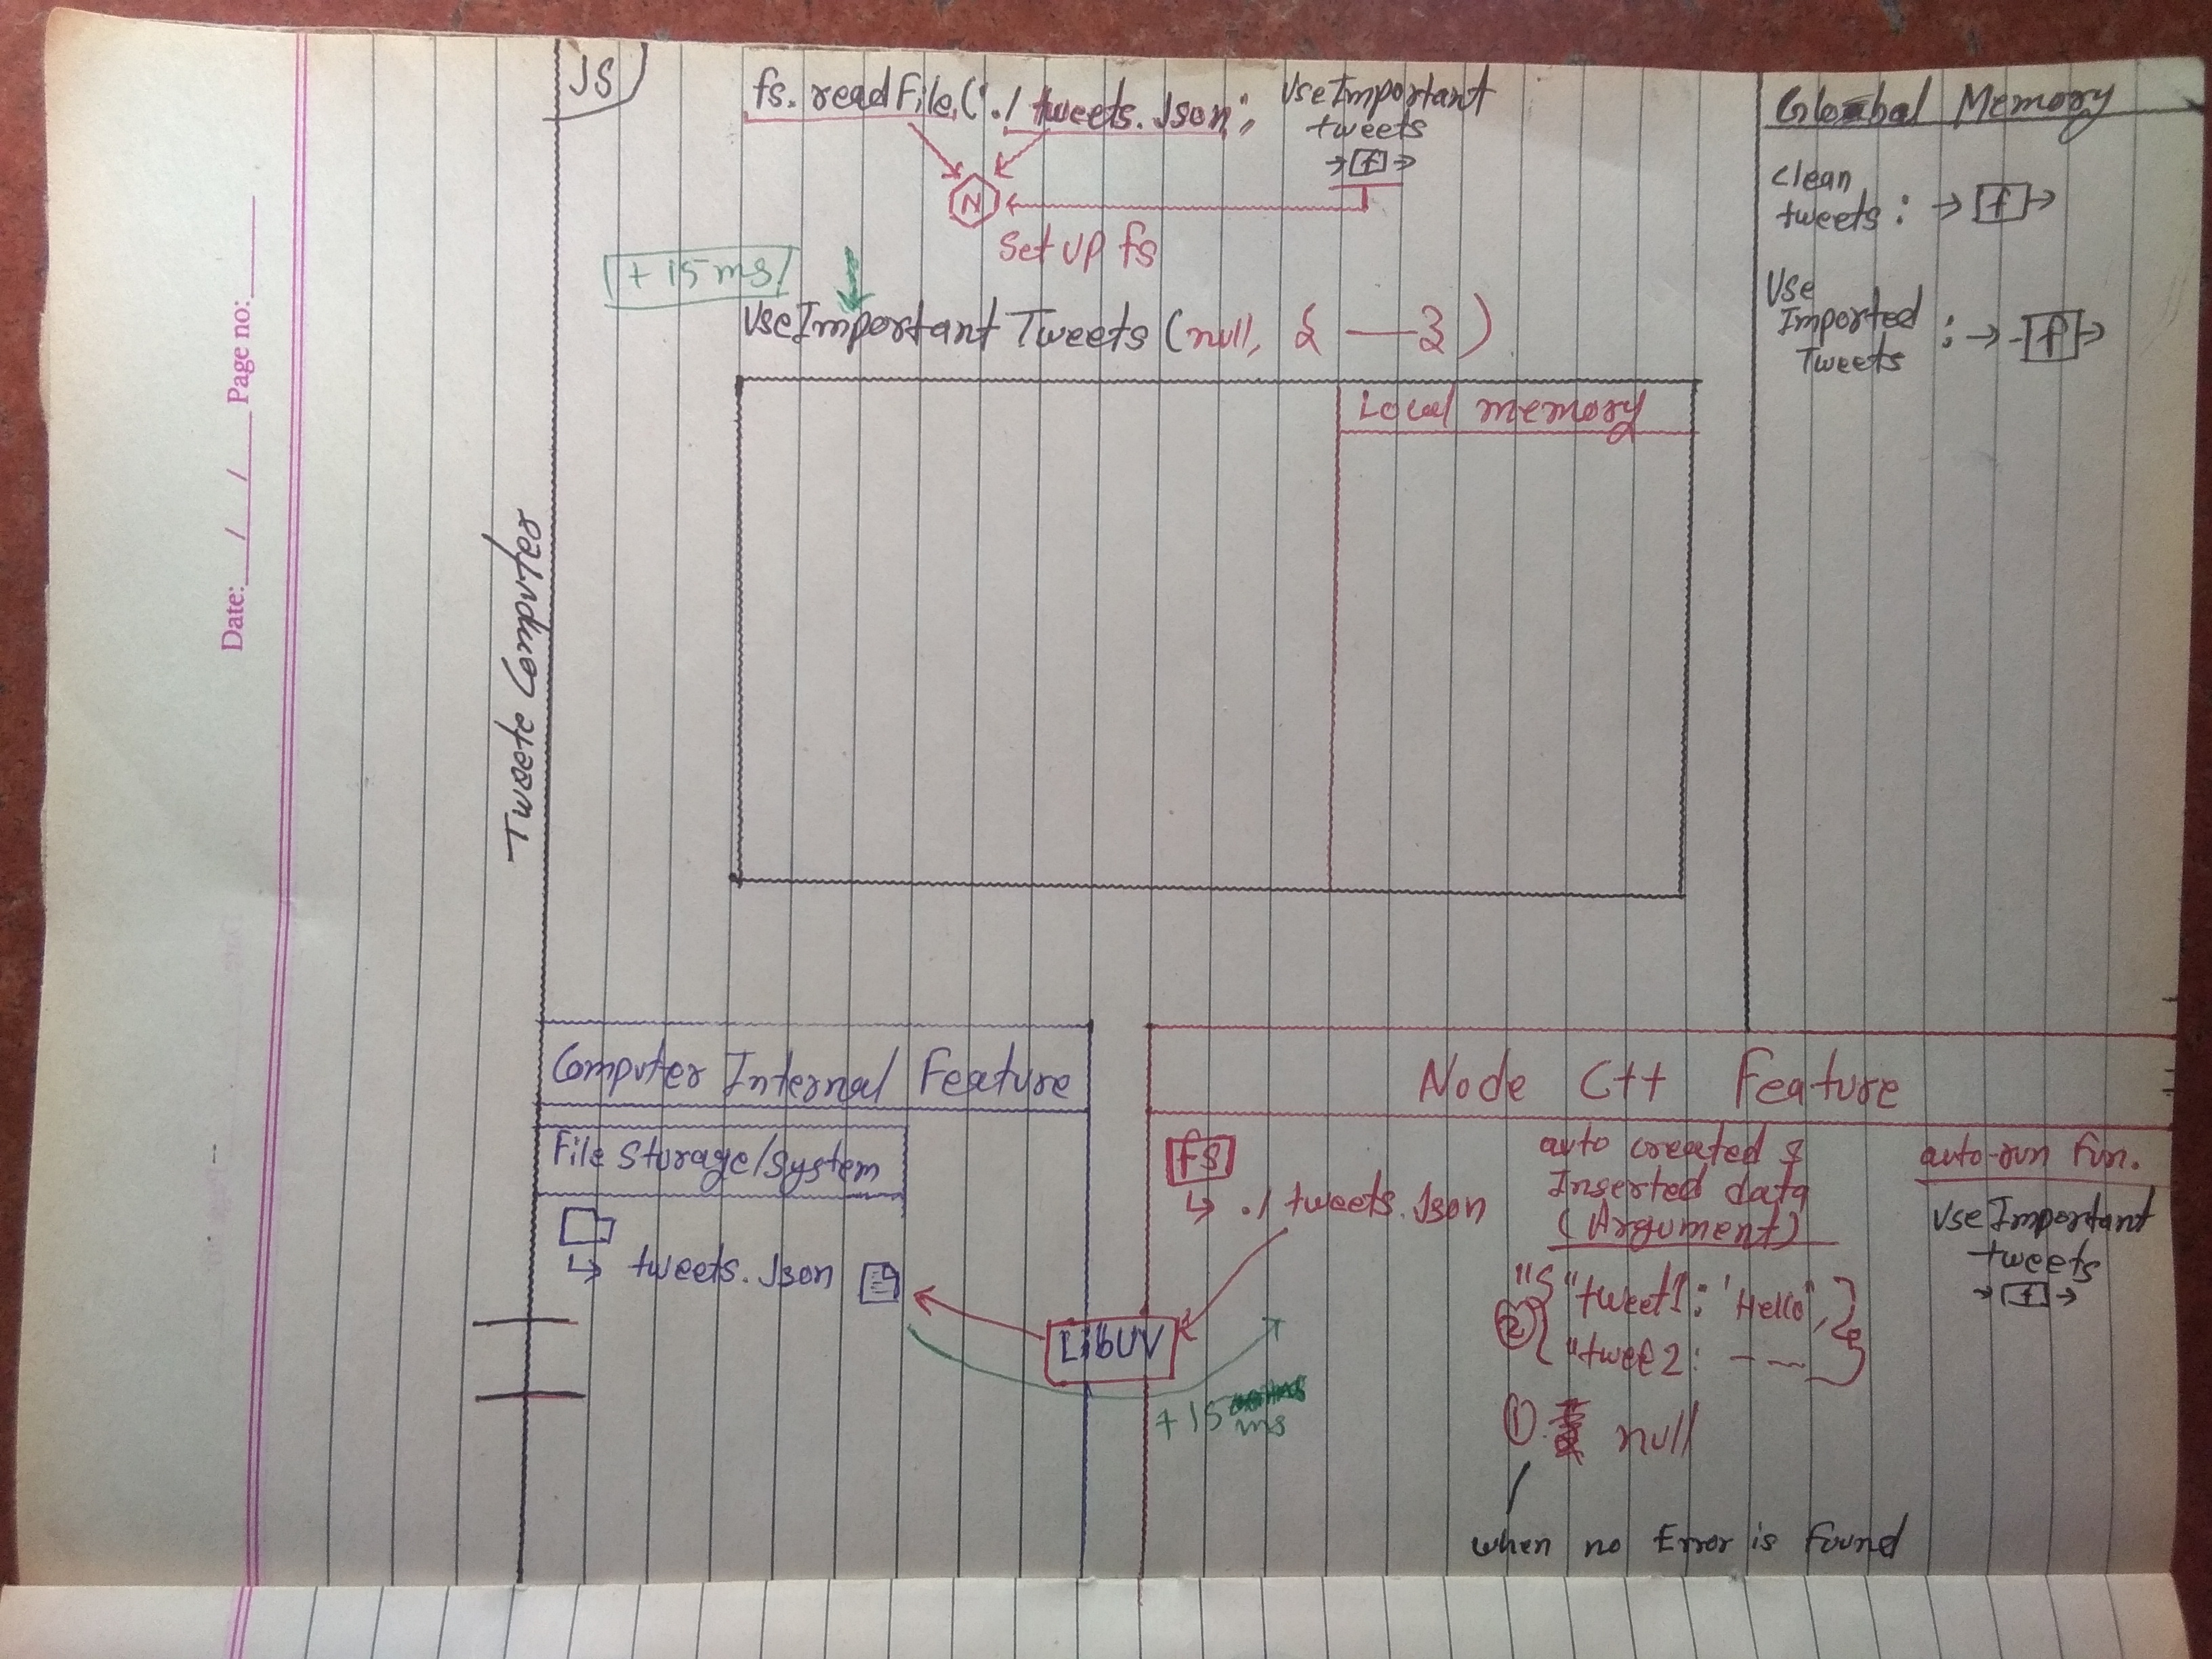 JS
fs. readFile, ("./ tweets. Json", UseImportant
tweets
→[f]→
N
Set UP fs
+ 15 ms
UseImportant Tweets (null, { — })
Local memory
Global Memory
Clean
tweets : → [f]→
Use
Imported
Tweets : → [f]→
Page no:
Date: / /
Tweete Computer
Computer Internal Feature
File Storage/System
↳ tweets. Json
LibUV
+ 15
ms
Node C++ Feature
fs
↳ ./ tweets. Json
auto created &
Inserted data
(Argument)
② "{ "tweet1: 'Hello",
"twee2: - —
① null
when no Error is Found
auto-run Fun.
UseImportant
tweets
→[f]→